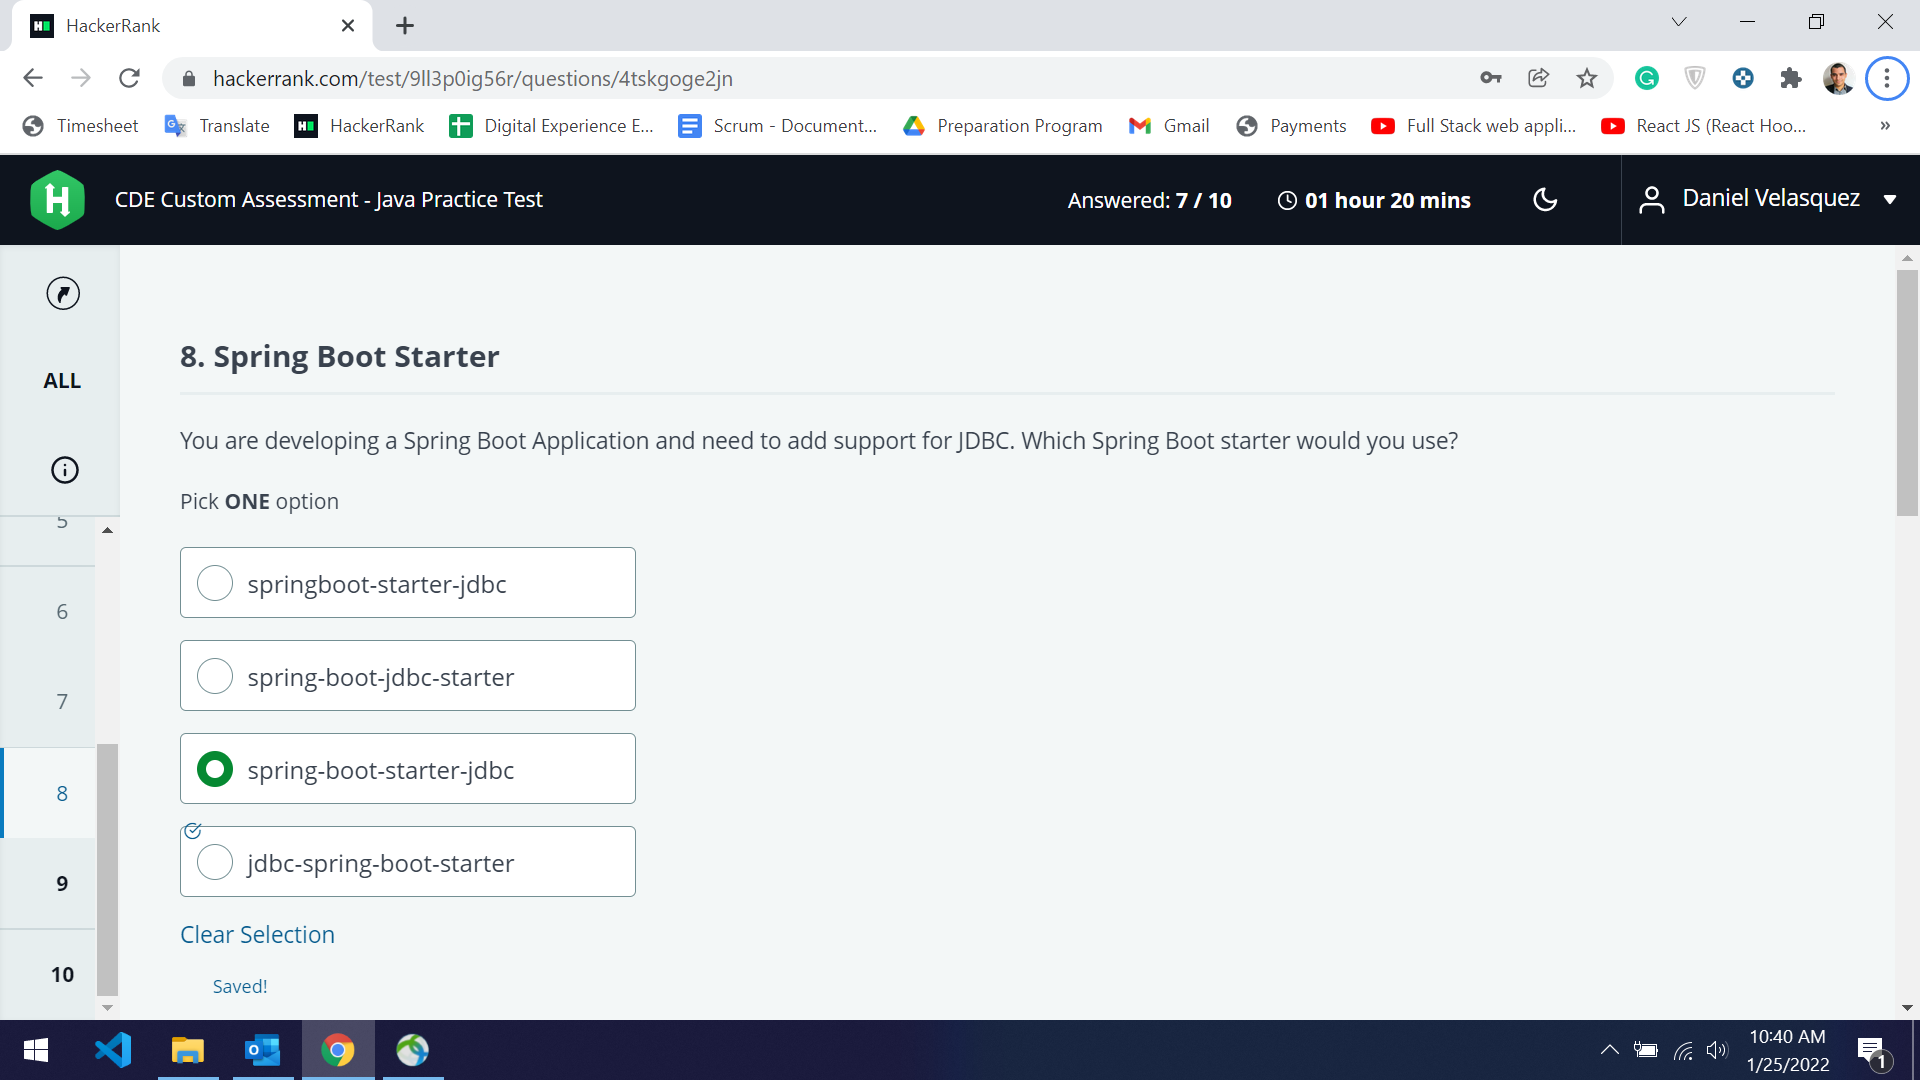 HackerRank
hackerrank.com/test/9ll3p0ig56r/questions/4tskgoge2jn
Timesheet Translate HackerRank Digital Experience E... Scrum - Document... Preparation Program Gmail Payments Full Stack web appli... React JS (React Hoo... »
CDE Custom Assessment - Java Practice Test Answered: 7 / 10 01 hour 20 mins Daniel Velasquez
ALL
5
6
7
8
9
10
8. Spring Boot Starter
You are developing a Spring Boot Application and need to add support for JDBC. Which Spring Boot starter would you use?
Pick ONE option
springboot-starter-jdbc
spring-boot-jdbc-starter
spring-boot-starter-jdbc
jdbc-spring-boot-starter
Clear Selection
Saved!
10:40 AM
1/25/2022
1